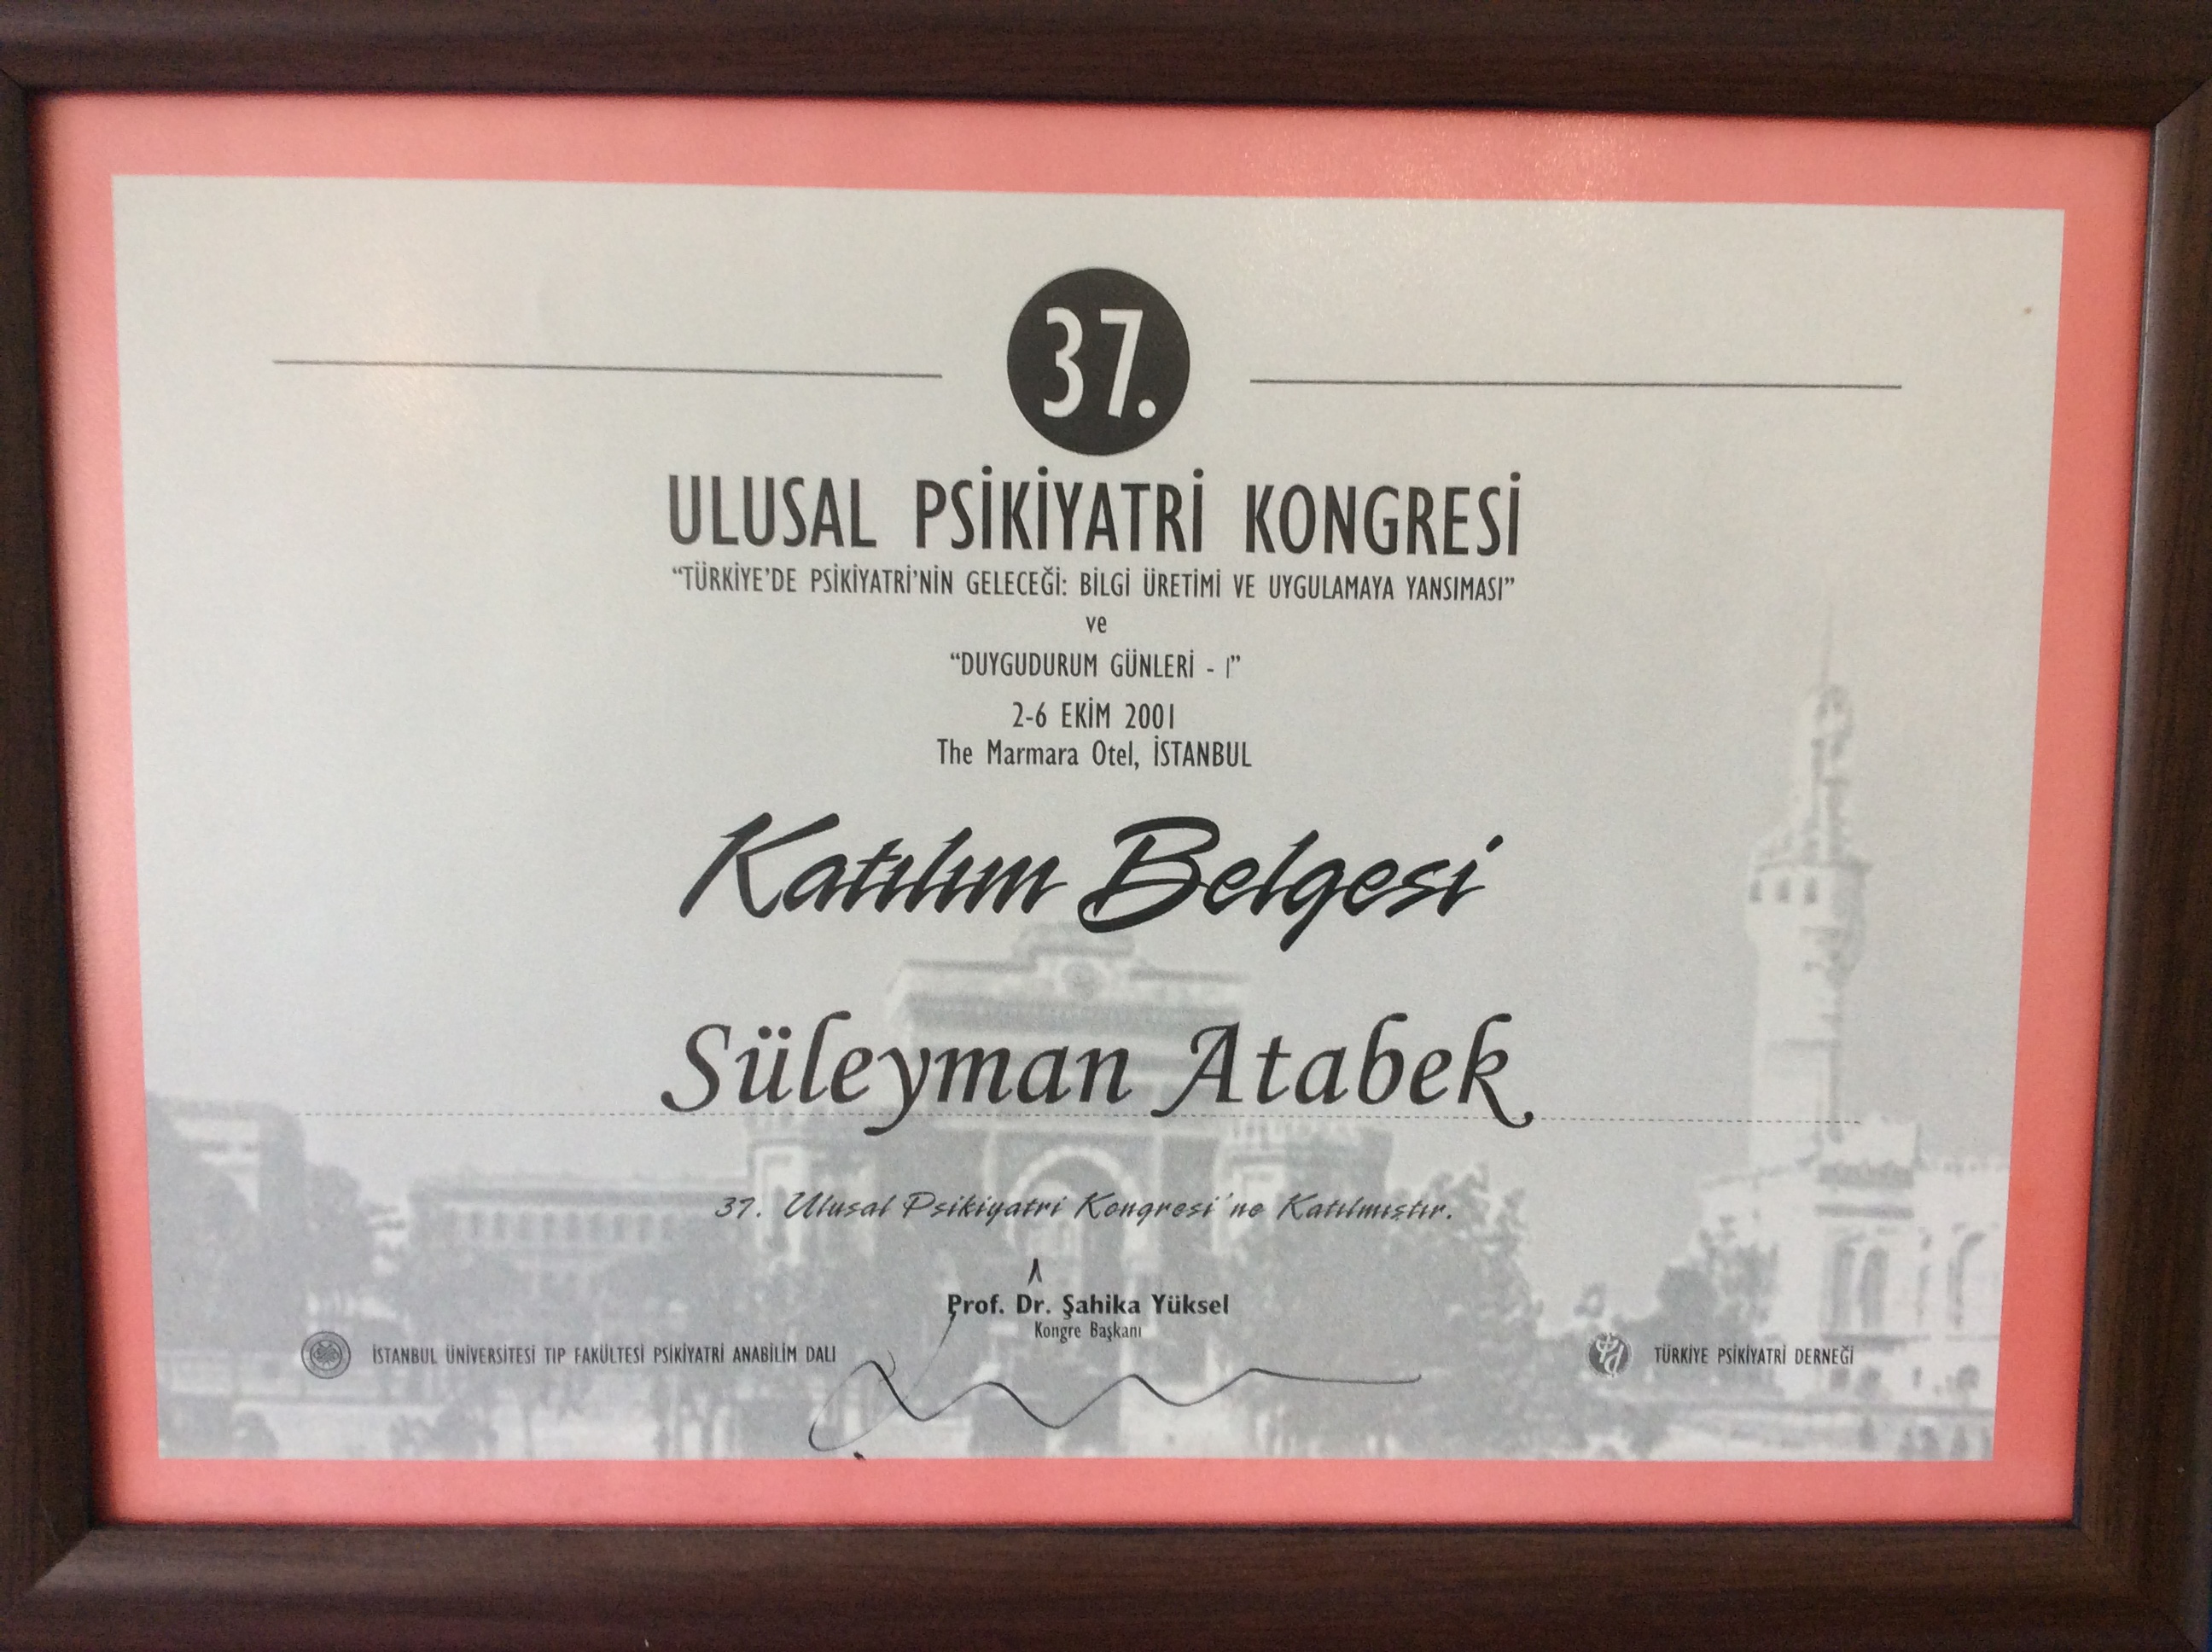 37.
ULUSAL PSİKİYATRİ KONGRESİ
“TÜRKİYE’DE PSİKİYATRİ’NİN GELECEĞİ: BİLGİ ÜRETİMİ VE UYGULAMAYA YANSIMASI”
ve
“DUYGUDURUM GÜNLERİ - I”
2-6 EKİM 2001
The Marmara Otel, İSTANBUL
Katılım Belgesi
Süleyman Atabek
37. Ulusal Psikiyatri Kongresi'ne Katılmıştır.
Prof. Dr. Şahika Yüksel
Kongre Başkanı
İSTANBUL ÜNİVERSİTESİ TIP FAKÜLTESİ PSİKİYATRİ ANABİLİM DALI
TÜRKİYE PSİKİYATRİ DERNEĞİ